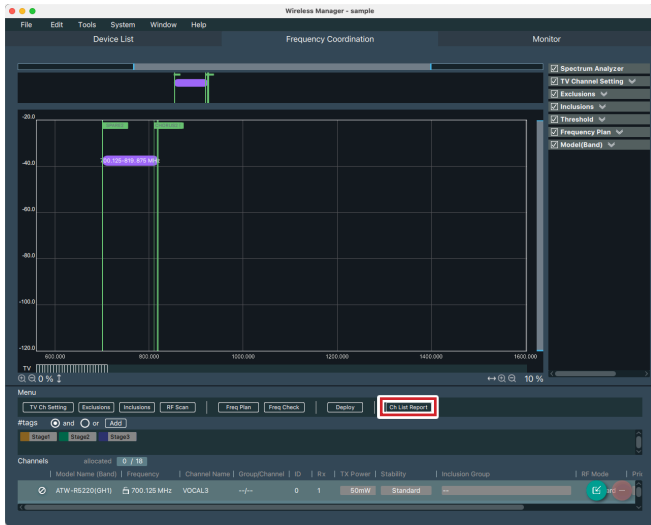 Wireless Manager - sample
File Edit Tools System Window Help
Device List Frequency Coordination Monitor
Spectrum Analyzer
TV Channel Setting
Exclusions
Inclusions
Threshold
Frequency Plan
Model(Band)
-20.0
700.125-819.875 MHz
-40.0
-60.0
-80.0
-100.0
-120.0
600.000 800.000 1000.000 1200.000 1400.000 1600.000
TV
0 % 10 %
Menu
TV Ch Setting Exclusions Inclusions RF Scan Freq Plan Freq Check Deploy Ch List Report
#tags and or Add
Stage1 Stage2 Stage3
Channels allocated 0 / 18
Model Name (Band) Frequency Channel Name Group/Channel ID Rx TX Power Stability Inclusion Group RF Mode
ATW-R5220(GH1) 700.125 MHz VOCAL3 --/-- 0 1 50mW Standard --